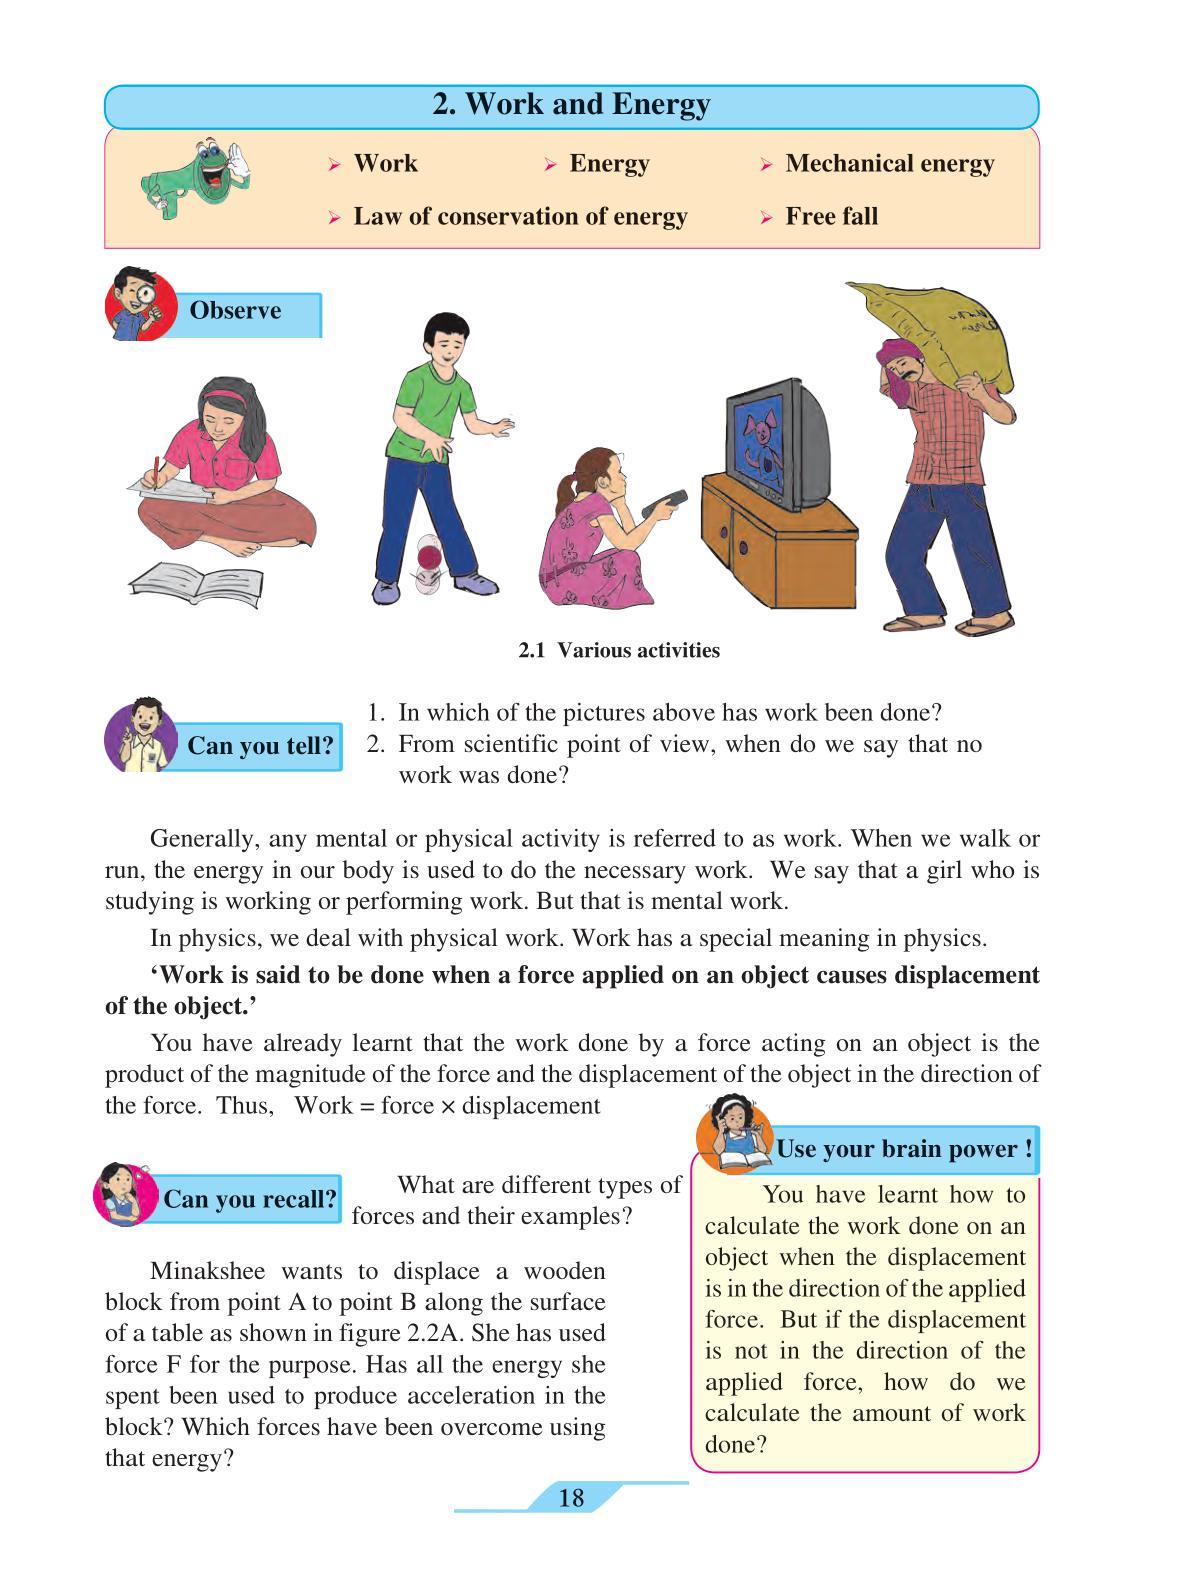 2. Work and Energy
➢ Work ➢ Energy ➢ Mechanical energy
➢ Law of conservation of energy ➢ Free fall
Observe
2.1 Various activities
Can you tell?
1. In which of the pictures above has work been done?
2. From scientific point of view, when do we say that no
work was done?
Generally, any mental or physical activity is referred to as work. When we walk or
run, the energy in our body is used to do the necessary work. We say that a girl who is
studying is working or performing work. But that is mental work.
In physics, we deal with physical work. Work has a special meaning in physics.
‘Work is said to be done when a force applied on an object causes displacement
of the object.’
You have already learnt that the work done by a force acting on an object is the
product of the magnitude of the force and the displacement of the object in the direction of
the force. Thus, Work = force × displacement
Can you recall?
What are different types of
forces and their examples?
Minakshee wants to displace a wooden
block from point A to point B along the surface
of a table as shown in figure 2.2A. She has used
force F for the purpose. Has all the energy she
spent been used to produce acceleration in the
block? Which forces have been overcome using
that energy?
Use your brain power !
You have learnt how to
calculate the work done on an
object when the displacement
is in the direction of the applied
force. But if the displacement
is not in the direction of the
applied force, how do we
calculate the amount of work
done?
18